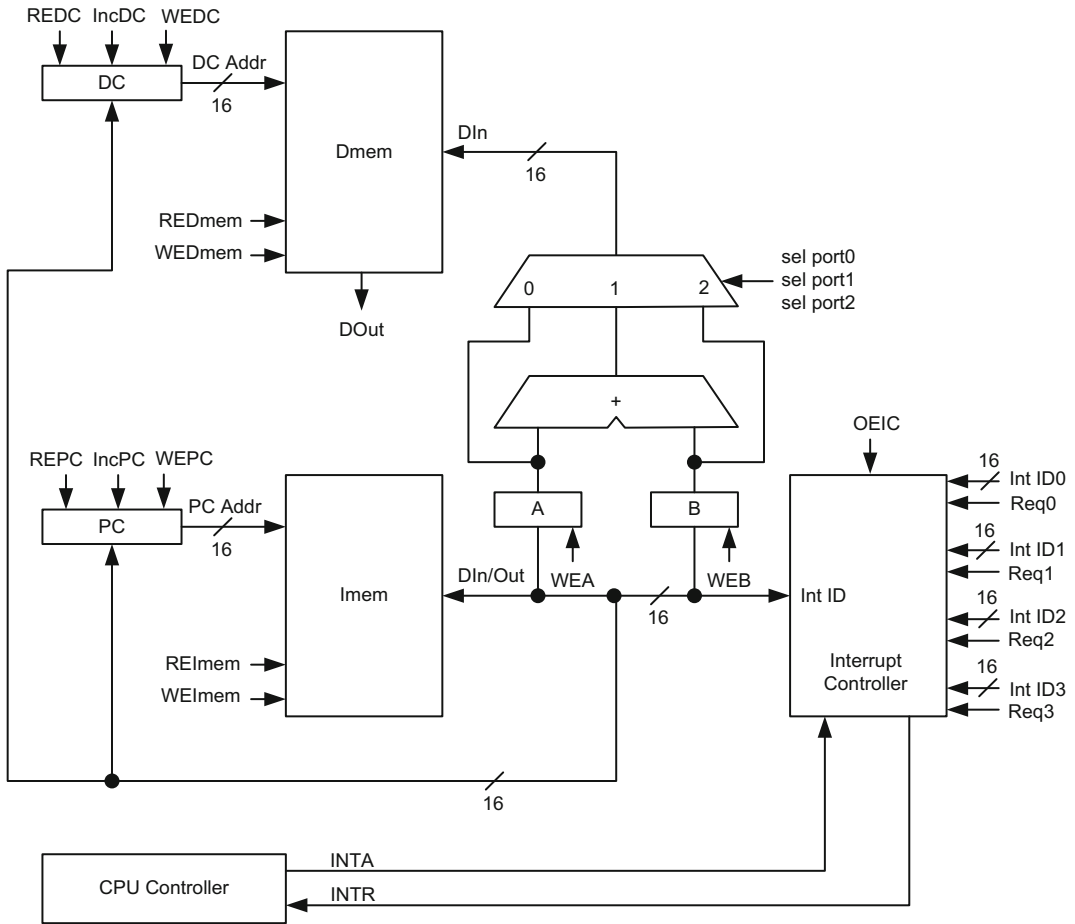 REDC IncDC WEDC
DC
DC Addr
16
Dmem
DIn
16
REDmem
WEDmem
DOut
0 1 2
sel port0
sel port1
sel port2
+
REPC IncPC WEPC
PC
PC Addr
16
Imem
DIn/Out
REImem
WEImem
A
WEA
B
WEB
16
OEIC
Int ID
Interrupt
Controller
16
Int ID0
Req0
16
Int ID1
Req1
16
Int ID2
Req2
16
Int ID3
Req3
16
CPU Controller
INTA
INTR